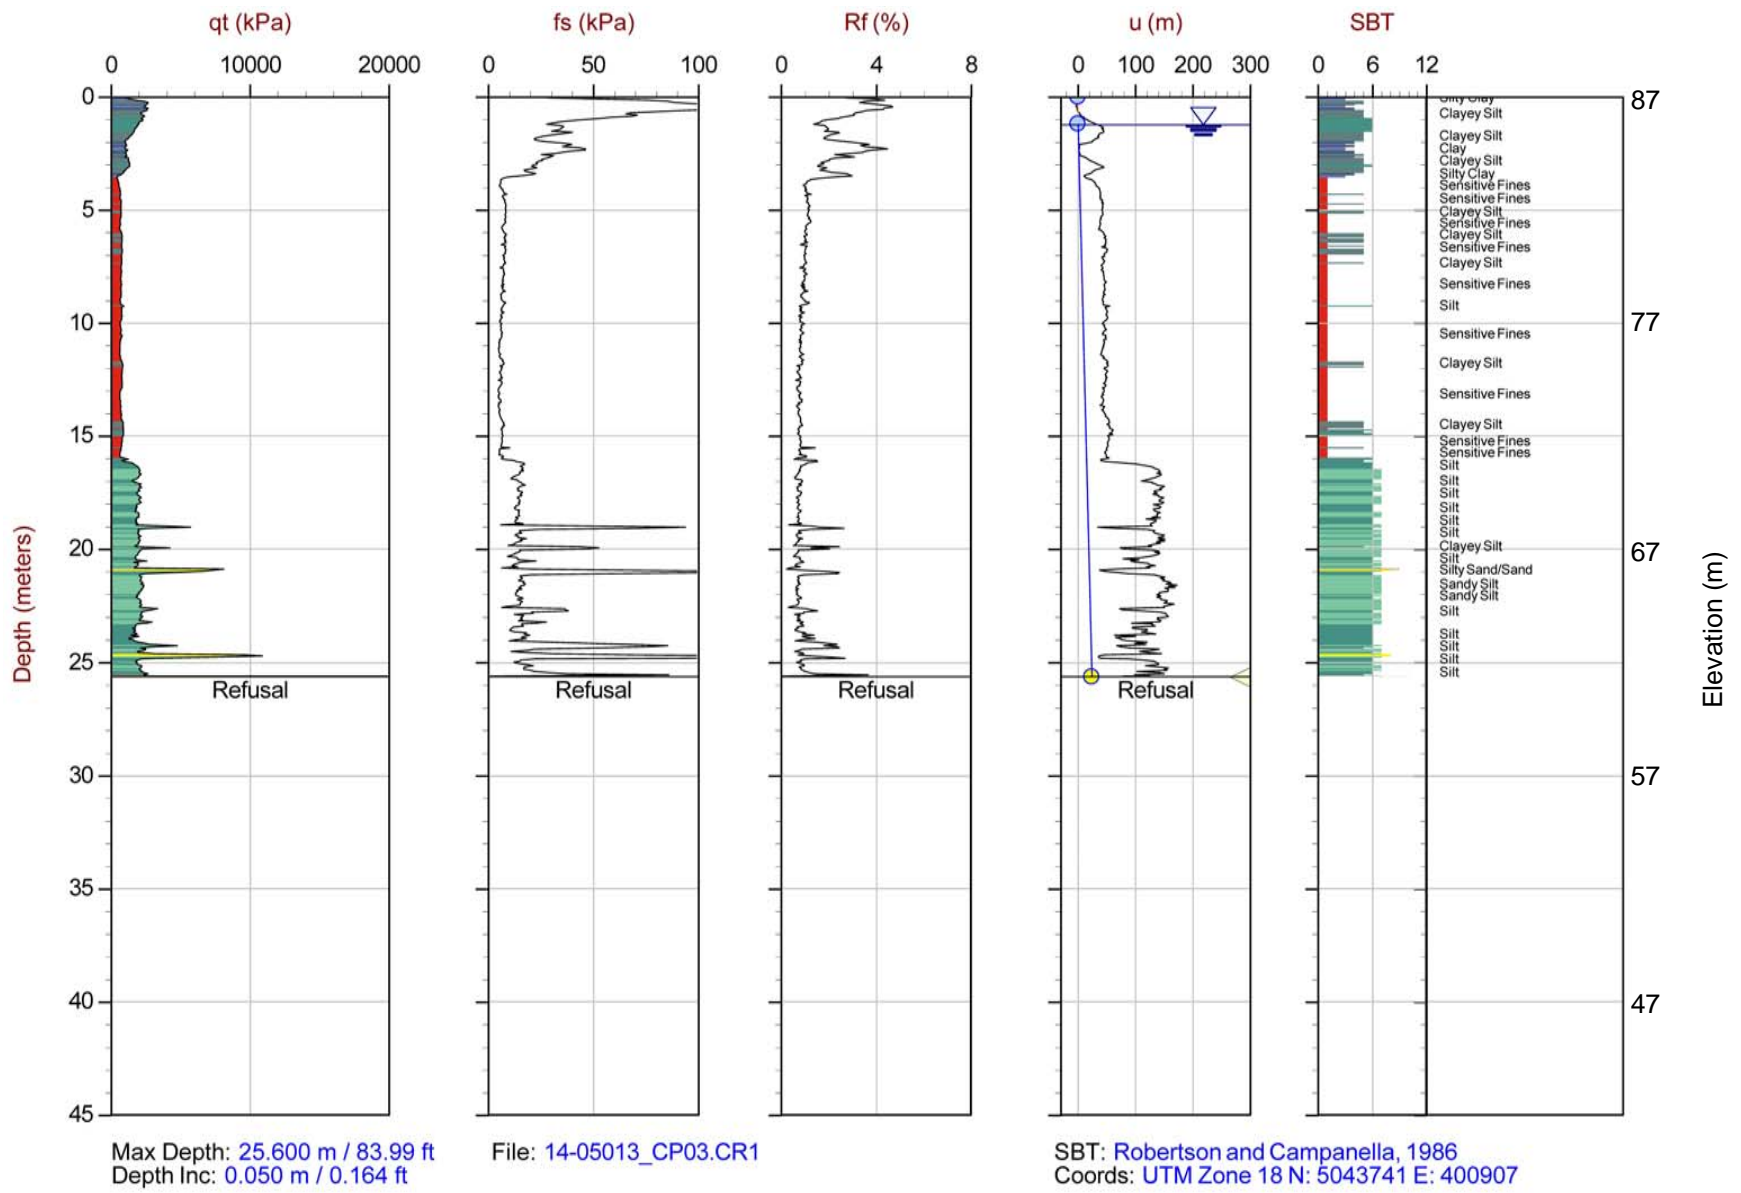 qt (kPa) fs (kPa) Rf (%) u (m) SBT
0 10000 20000 0 50 100 0 4 8 0 100 200 300 0 6 12
0 87
Silty Clay
Clayey Silt
Clayey Silt
Clay
Clayey Silt
Silty Clay
Sensitive Fines
Sensitive Fines
5
Clayey Silt
Sensitive Fines
Clayey Silt
Sensitive Fines
Clayey Silt
Sensitive Fines
Silt
10 77
Sensitive Fines
Clayey Silt
Sensitive Fines
Clayey Silt
15
Sensitive Fines
Sensitive Fines
Silt
Silt
Silt
Silt
Silt
Silt
Clayey Silt
20 67
Silt
Silty Sand/Sand
Sandy Silt
Sandy Silt
Silt
Silt
Silt
Silt
25
Silt
Refusal Refusal Refusal
30 57
35
40 47
45
Depth (meters)
Elevation (m)
Max Depth: 25.600 m / 83.99 ft
Depth Inc: 0.050 m / 0.164 ft
File: 14-05013_CP03.CR1
SBT: Robertson and Campanella, 1986
Coords: UTM Zone 18 N: 5043741 E: 400907